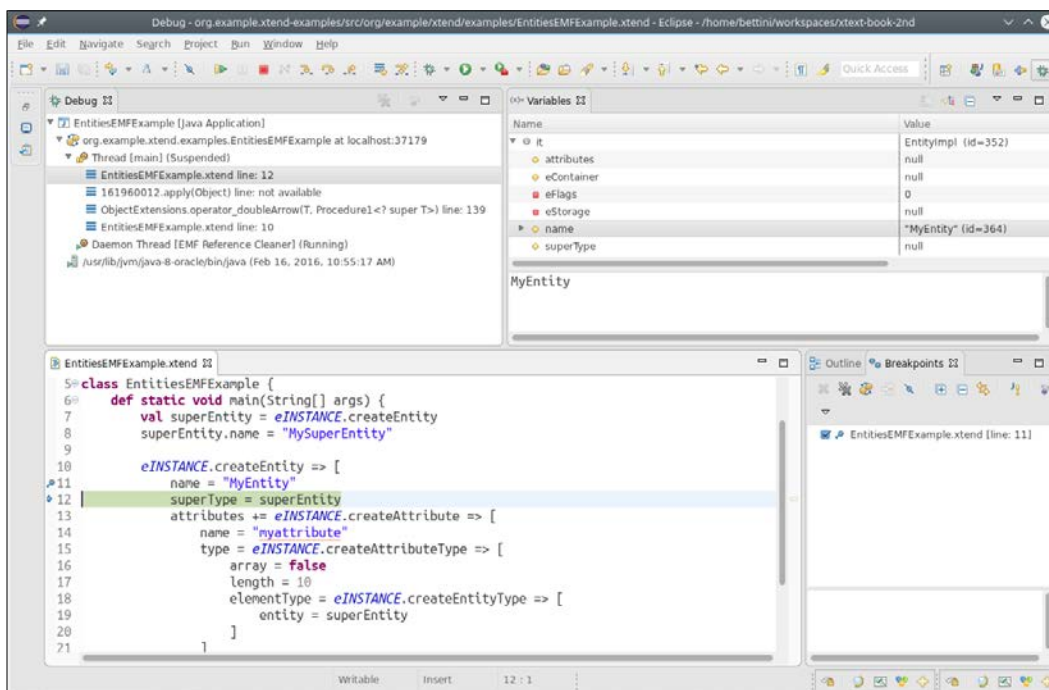 Debug - org.example.xtend-examples/src/org/example/xtend/examples/EntitiesEMFExample.xtend - Eclipse - /home/bettini/workspaces/xtext-book-2nd
File Edit Navigate Search Project Run Window Help
Quick Access
Debug
EntitiesEMFExample [Java Application]
org.example.xtend.examples.EntitiesEMFExample at localhost:37179
Thread [main] (Suspended)
EntitiesEMFExample.xtend line: 12
161960012.apply(Object) line: not available
ObjectExtensions.operator_doubleArrow(T, Procedure1<? super T>) line: 139
EntitiesEMFExample.xtend line: 10
Daemon Thread [EMF Reference Cleaner] (Running)
/usr/lib/jvm/java-8-oracle/bin/java (Feb 16, 2016, 10:55:17 AM)
(x)= Variables
Name Value
it EntityImpl (id=352)
attributes null
eContainer null
eFlags 0
eStorage null
name "MyEntity" (id=364)
superType null
MyEntity
EntitiesEMFExample.xtend
5 class EntitiesEMFExample {
6 def static void main(String[] args) {
7 val superEntity = eINSTANCE.createEntity
8 superEntity.name = "MySuperEntity"
9
10 eINSTANCE.createEntity => [
11 name = "MyEntity"
12 superType = superEntity
13 attributes += eINSTANCE.createAttribute => [
14 name = "myattribute"
15 type = eINSTANCE.createAttributeType => [
16 array = false
17 length = 10
18 elementType = eINSTANCE.createEntityType => [
19 entity = superEntity
20 ]
21 ]
Outline Breakpoints
EntitiesEMFExample.xtend [line: 11]
Writable Insert 12 : 1